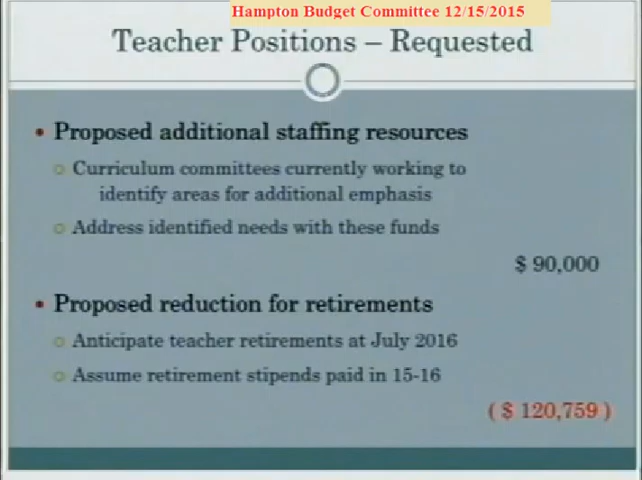 Hampton Budget Committee 12/15/2015
Teacher Positions – Requested
• Proposed additional staffing resources
Curriculum committees currently working to
identify areas for additional emphasis
Address identified needs with these funds
$ 90,000
• Proposed reduction for retirements
Anticipate teacher retirements at July 2016
Assume retirement stipends paid in 15-16
( $ 120,759 )